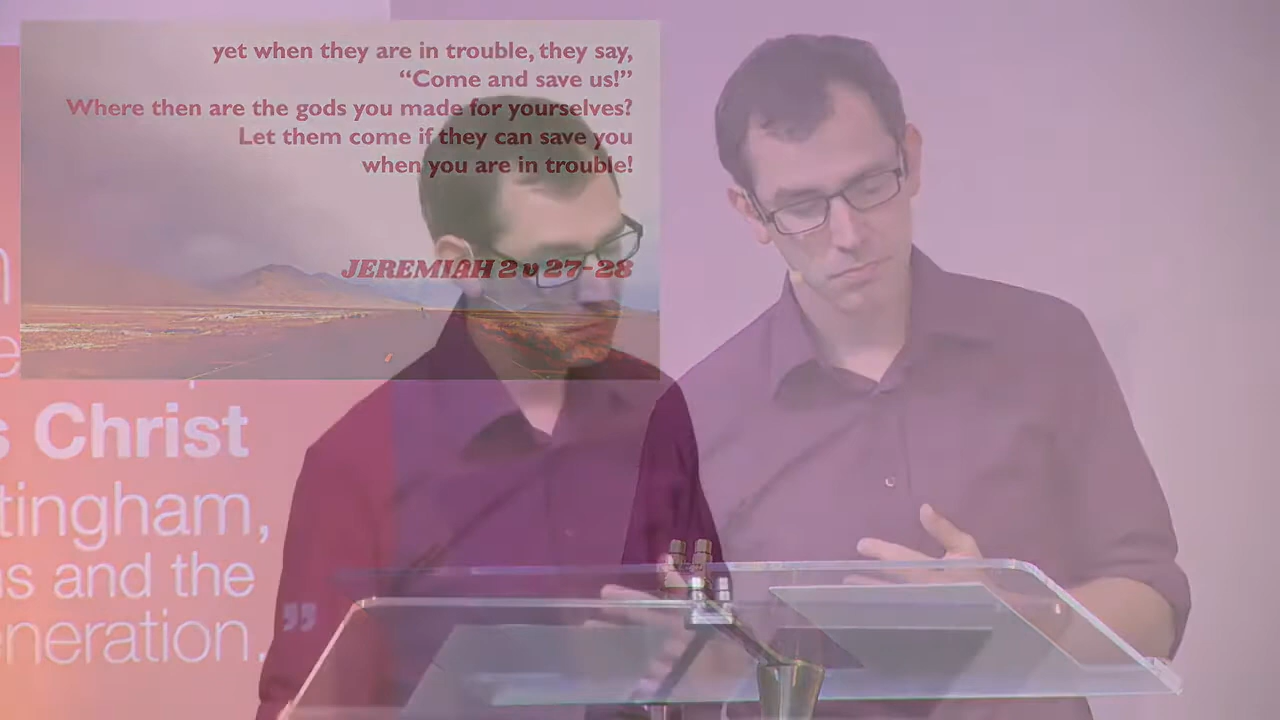 yet when they are in trouble, they say,
“Come and save us!”
Where then are the gods you made for yourselves?
Let them come if they can save you
when you are in trouble!
JEREMIAH 2 v 27-28
s Christ
tingham,
ns and the
eneration.”